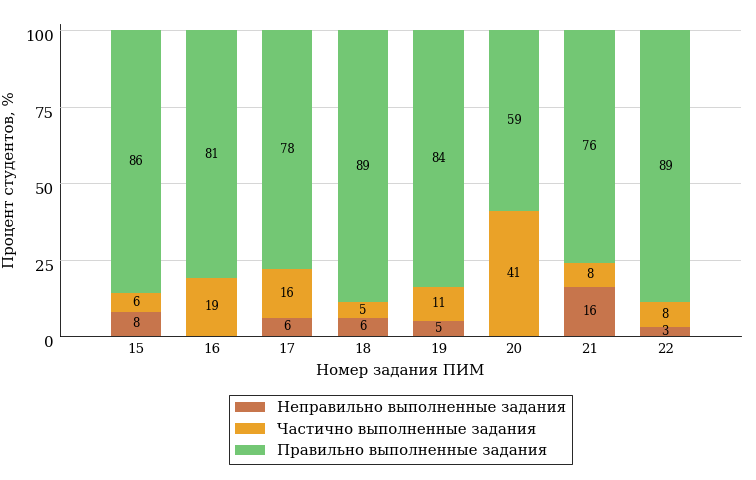 100
75
50
25
0
Процент студентов, %
86 81 78 89 84 59 76 89
6 19 16 5 11 41 8 8
8 6 6 5 16 3
15 16 17 18 19 20 21 22
Номер задания ПИМ
Неправильно выполненные задания
Частично выполненные задания
Правильно выполненные задания